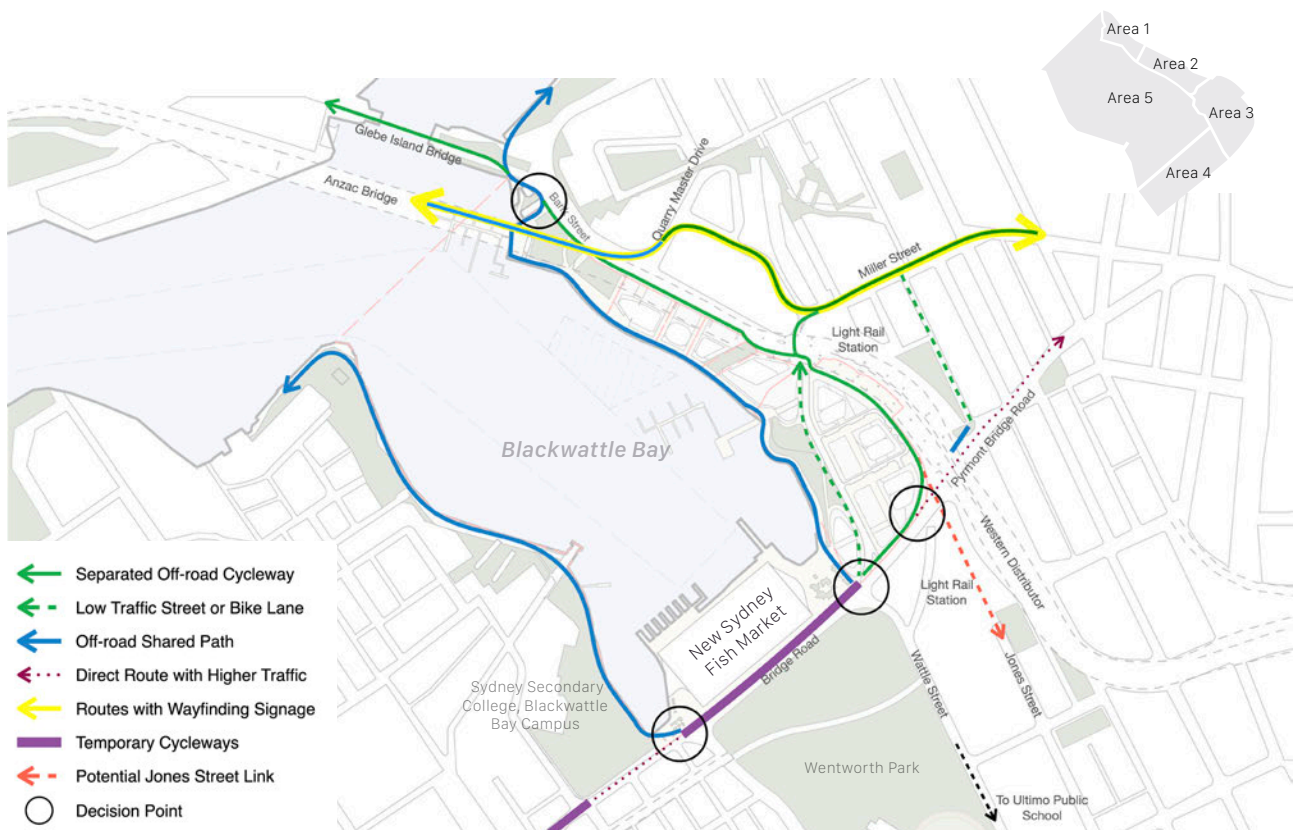 Area 1
Area 2
Area 5
Area 3
Area 4
Glebe Island Bridge
Anzac Bridge
Bank Street
Quarry Master Drive
Miller Street
Light Rail
Station
Pyrmont Bridge Road
Blackwattle Bay
Western Distributor
Light Rail
Station
New Sydney
Fish Market
Bridge Road
Wattle Street
Jones Street
Sydney Secondary
College, Blackwattle
Bay Campus
Wentworth Park
To Ultimo Public
School
Separated Off-road Cycleway
Low Traffic Street or Bike Lane
Off-road Shared Path
Direct Route with Higher Traffic
Routes with Wayfinding Signage
Temporary Cycleways
Potential Jones Street Link
Decision Point